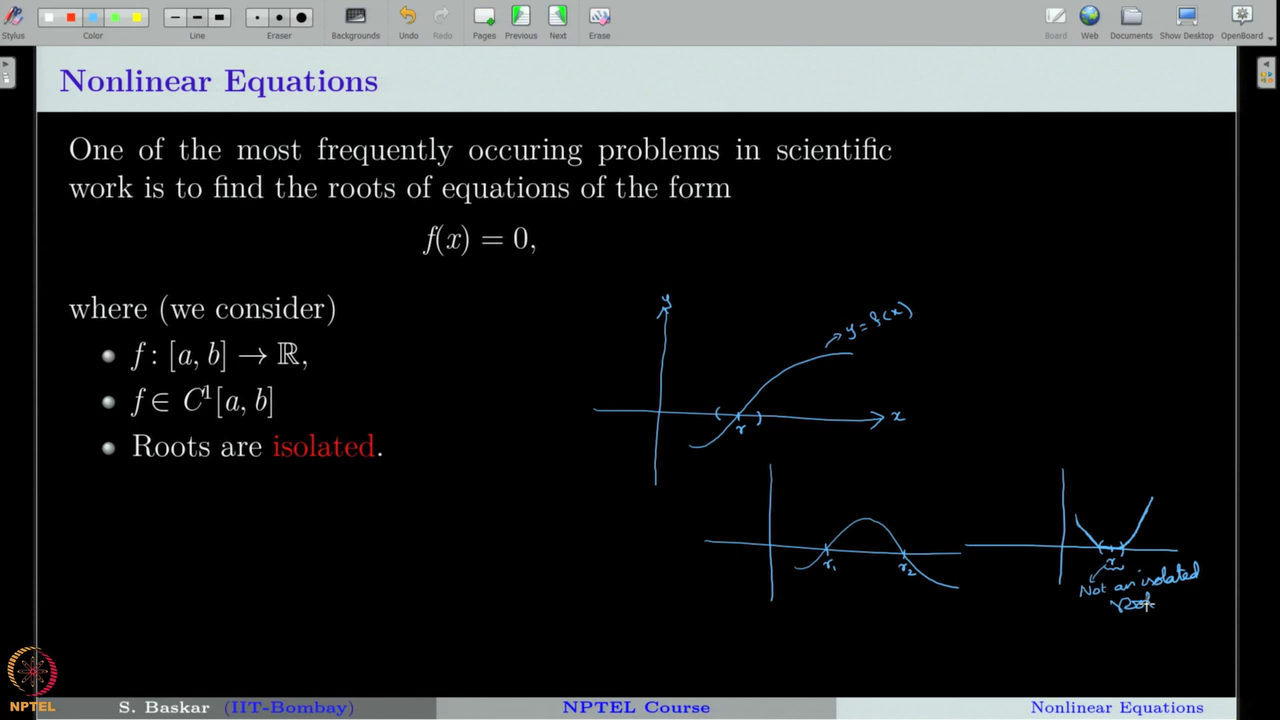 Stylus Color Line Eraser Backgrounds Undo Redo Pages Previous Next Erase Board Web Documents Show Desktop OpenBoard
Nonlinear Equations
One of the most frequently occuring problems in scientific
work is to find the roots of equations of the form
f(x) = 0,
where (we consider)
f : [a, b] → ℝ,
f ∈ C¹[a, b]
Roots are isolated.
y
y = f(x)
x
r
r₁
r₂
r
Not an isolated
NPTEL
S. Baskar (IIT-Bombay) NPTEL Course Nonlinear Equations